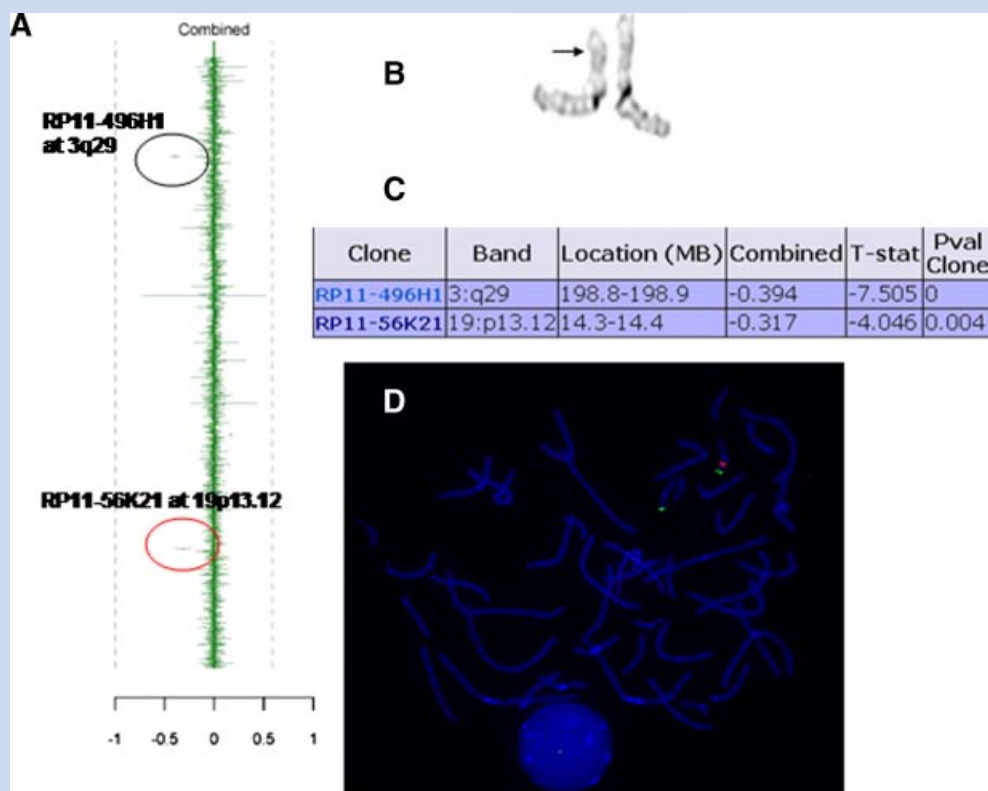 A
Combined
RP11-496H1
at 3q29
RP11-56K21 at 19p13.12
-1 -0.5 0 0.5 1
B
C
Clone Band Location (MB) Combined T-stat Pval Clone
RP11-496H1 3:q29 198.8-198.9 -0.394 -7.505 0
RP11-56K21 19:p13.12 14.3-14.4 -0.317 -4.046 0.004
D